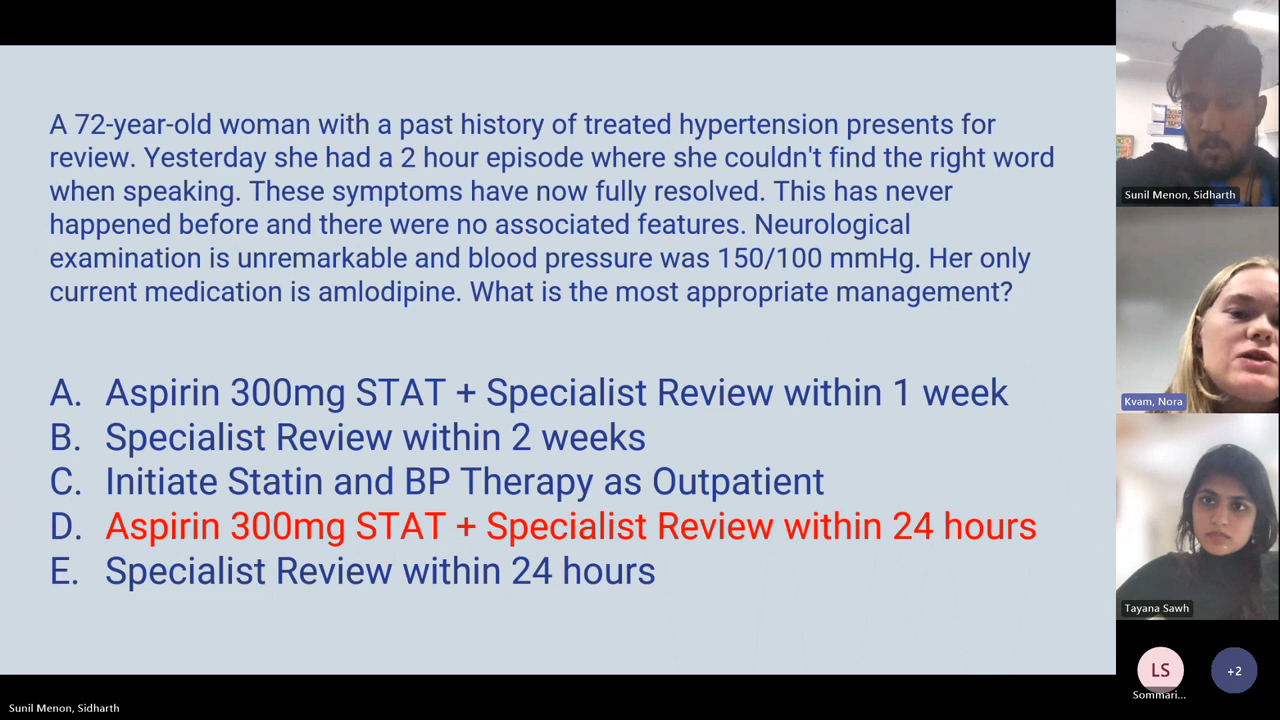 A 72-year-old woman with a past history of treated hypertension presents for
review. Yesterday she had a 2 hour episode where she couldn't find the right word
when speaking. These symptoms have now fully resolved. This has never
happened before and there were no associated features. Neurological
examination is unremarkable and blood pressure was 150/100 mmHg. Her only
current medication is amlodipine. What is the most appropriate management?
A. Aspirin 300mg STAT + Specialist Review within 1 week
B. Specialist Review within 2 weeks
C. Initiate Statin and BP Therapy as Outpatient
D. Aspirin 300mg STAT + Specialist Review within 24 hours
E. Specialist Review within 24 hours
Sunil Menon, Sidharth
Kvam, Nora
Tayana Sawh
LS
Sommari...
+2
Sunil Menon, Sidharth